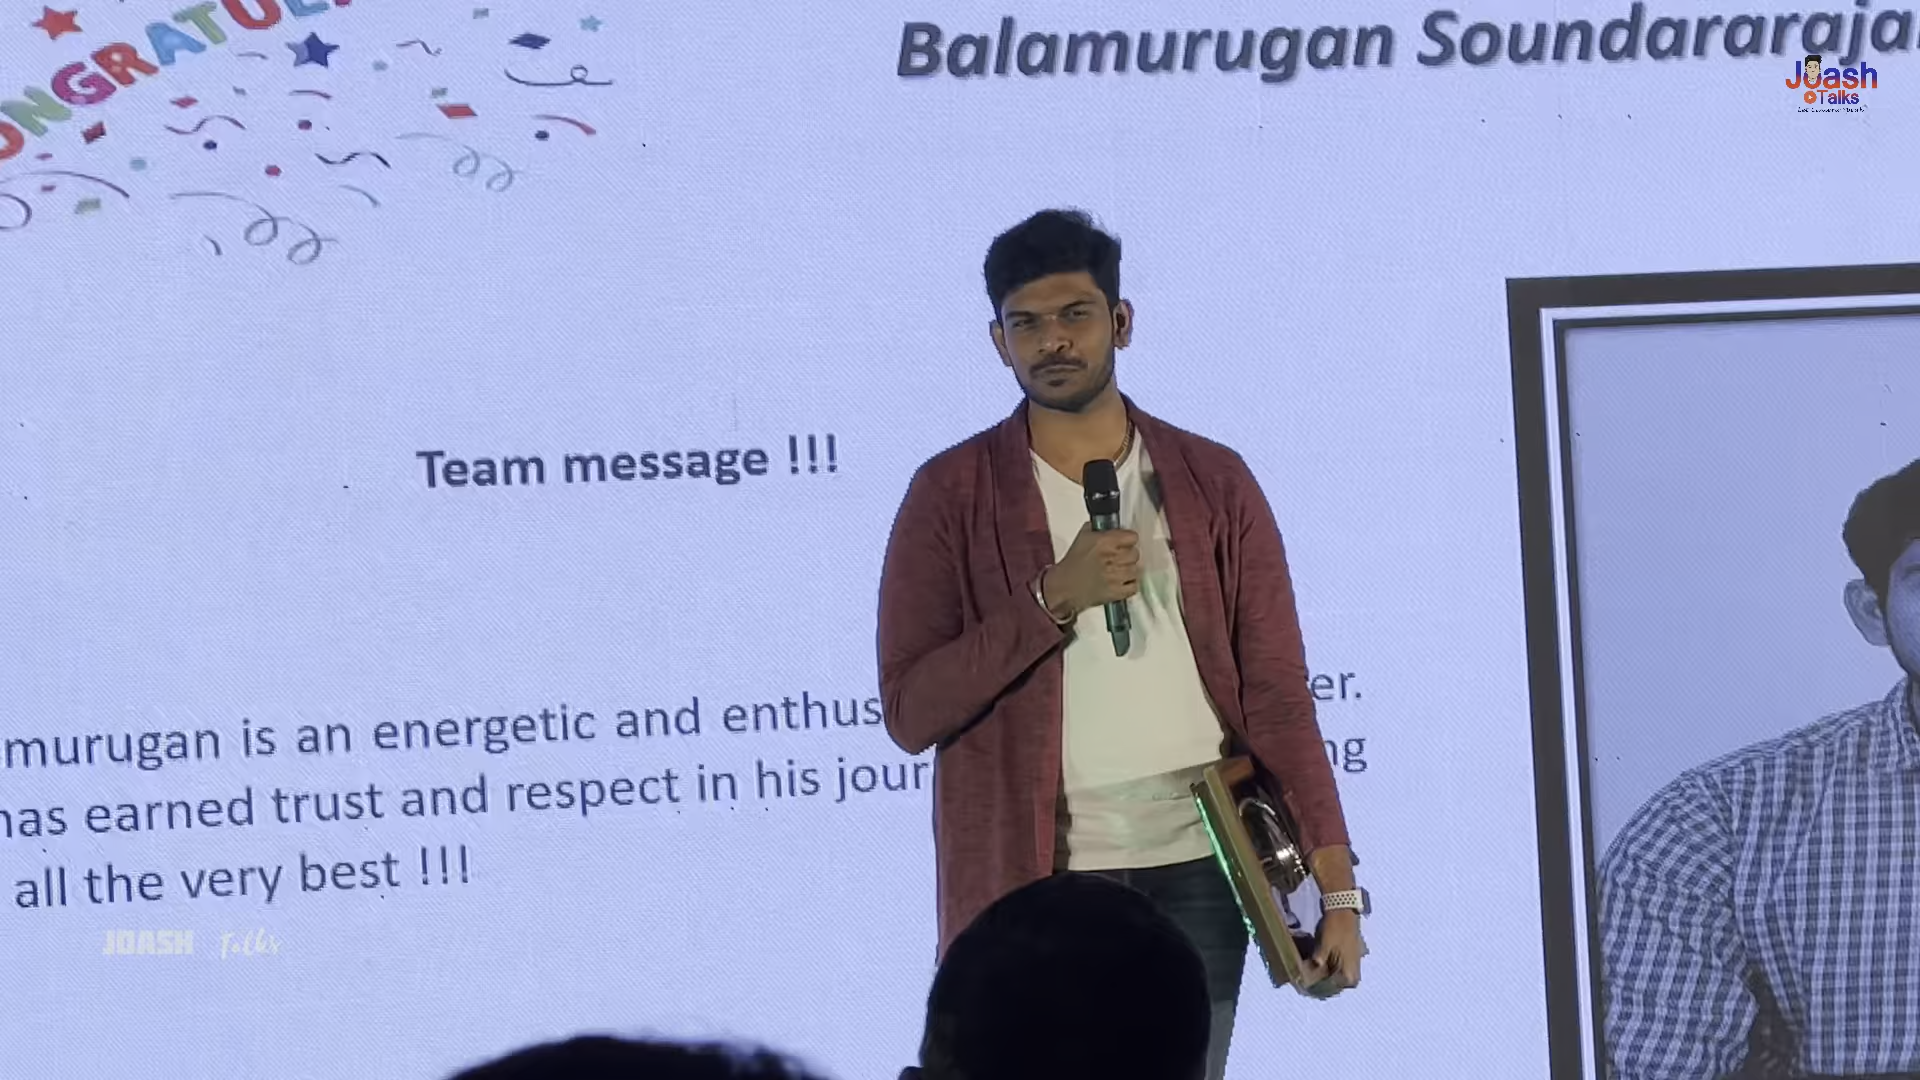 ONGRATUL
Balamurugan Soundararaja
Joash
Talks
Team message !!!
murugan is an energetic and enthus er.
has earned trust and respect in his jour ng
all the very best !!!
JOASH Talks